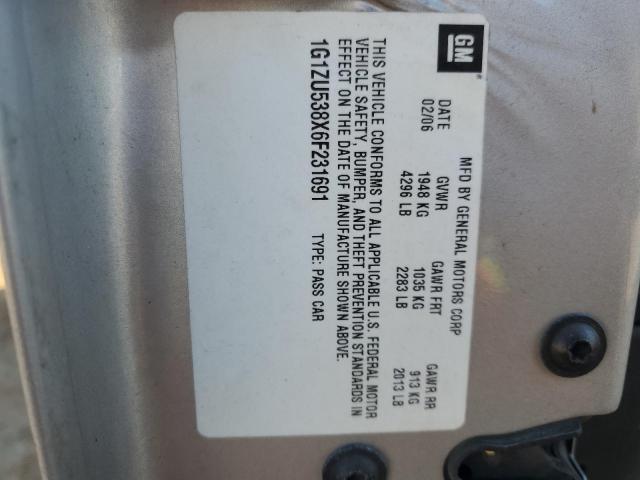 GM
MFD BY GENERAL MOTORS CORP
DATE GVWR GAWR FRT GAWR RR
02/06 1948 KG 1035 KG 913 KG
4296 LB 2283 LB 2013 LB
THIS VEHICLE CONFORMS TO ALL APPLICABLE U.S. FEDERAL MOTOR
VEHICLE SAFETY, BUMPER, AND THEFT PREVENTION STANDARDS IN
EFFECT ON THE DATE OF MANUFACTURE SHOWN ABOVE.
1G1ZU538X6F231691 TYPE: PASS CAR